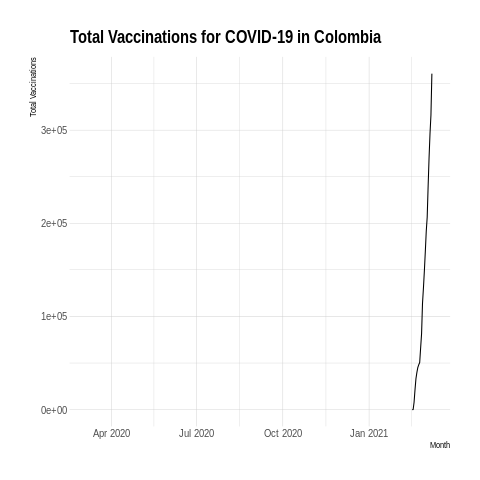 Total Vaccinations for COVID-19 in Colombia
Total Vaccinations
3e+05
2e+05
1e+05
0e+00
Apr 2020 Jul 2020 Oct 2020 Jan 2021
Month